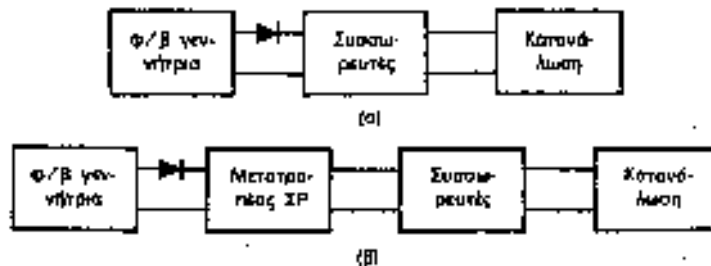 Φ/β γεν-
νήτρια
Συσσω-
ρευτές
Κατανά-
λωση
(α)
Φ/β γεν-
νήτρια
Μετατρο-
πέας ΣΡ
Συσσω-
ρευτές
Κατανά-
λωση
(β)